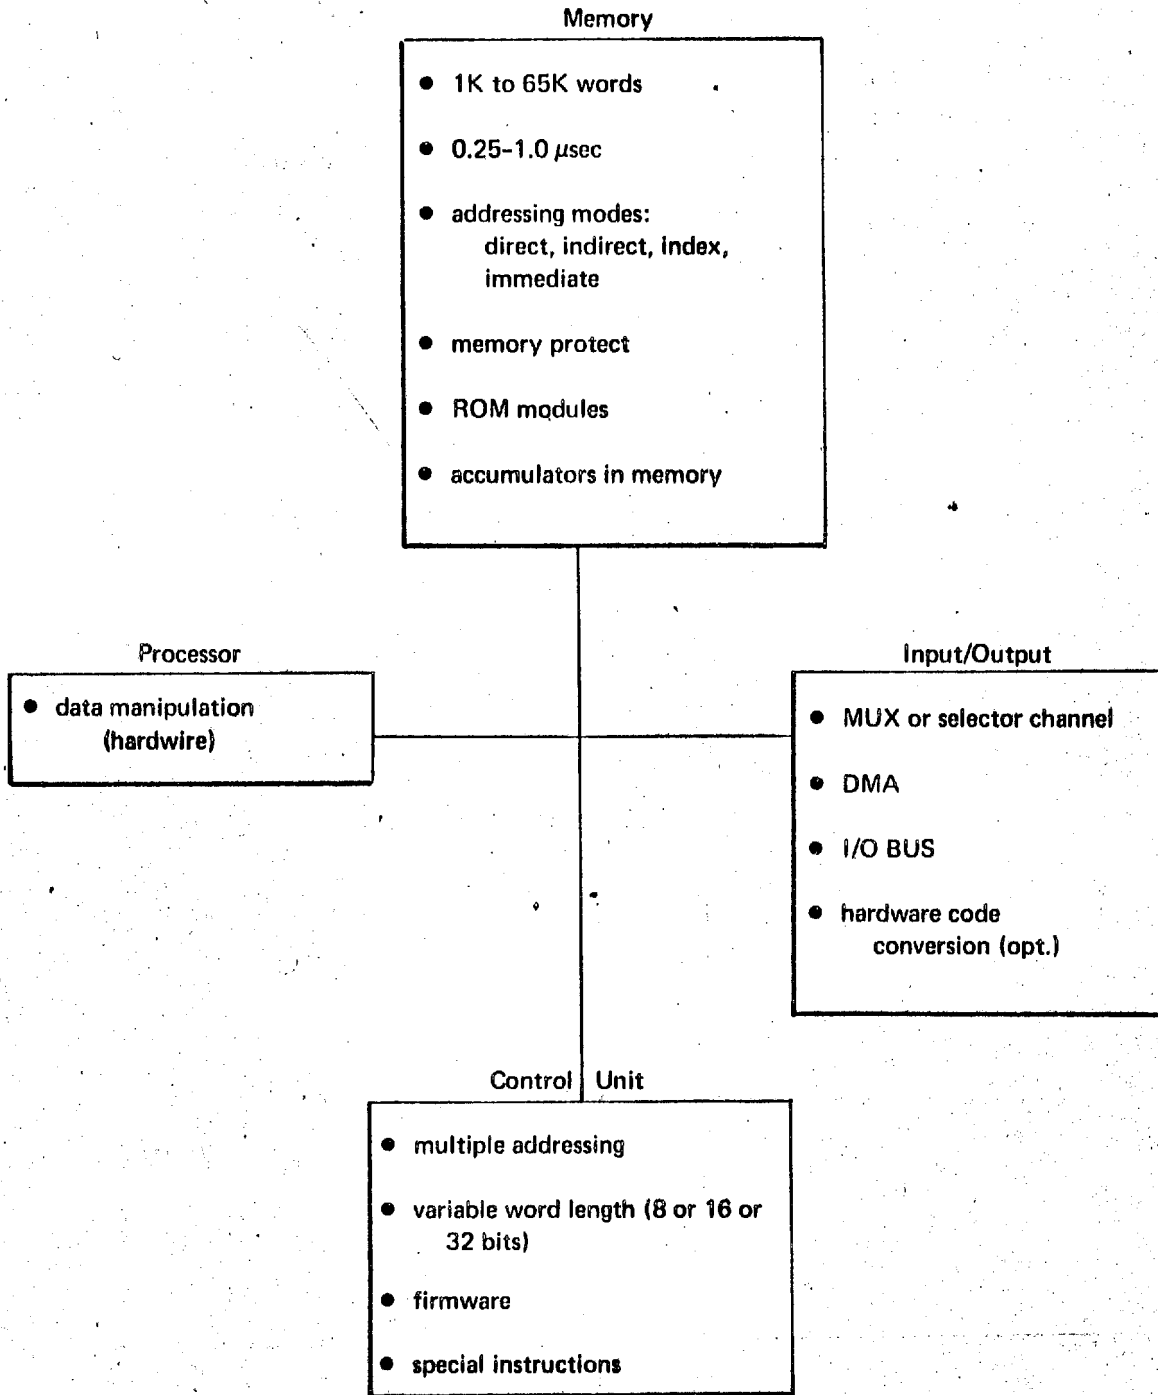 Memory
● 1K to 65K words
● 0.25-1.0 μsec
● addressing modes:
direct, indirect, index,
immediate
● memory protect
● ROM modules
● accumulators in memory
Processor
● data manipulation
(hardwire)
Input/Output
● MUX or selector channel
● DMA
● I/O BUS
● hardware code
conversion (opt.)
Control Unit
● multiple addressing
● variable word length (8 or 16 or
32 bits)
● firmware
● special instructions